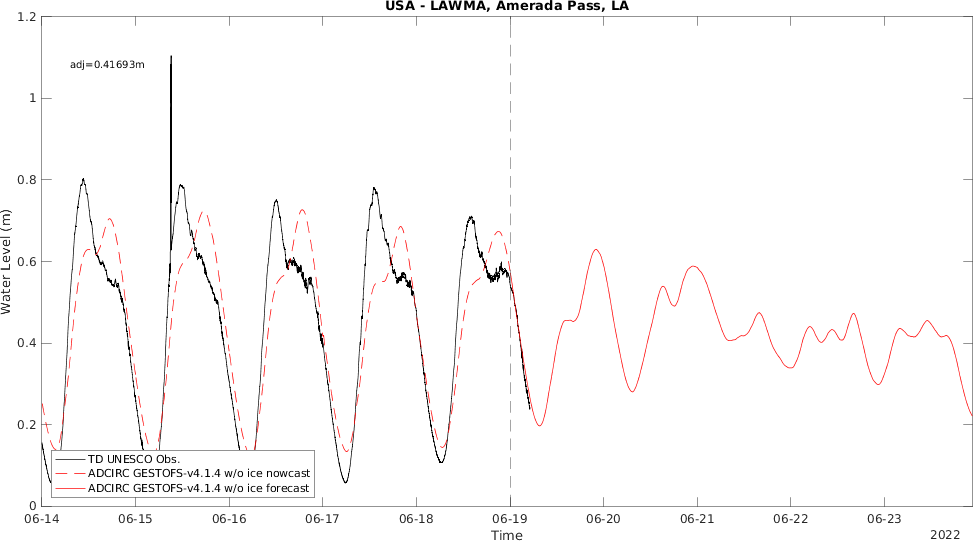 USA - LAWMA, Amerada Pass, LA
1.2
adj=0.41693m
1
0.8
0.6
0.4
0.2
0
Water Level (m)
TD UNESCO Obs.
ADCIRC GESTOFS-v4.1.4 w/o ice nowcast
ADCIRC GESTOFS-v4.1.4 w/o ice forecast
06-14 06-15 06-16 06-17 06-18 06-19 06-20 06-21 06-22 06-23
Time
2022